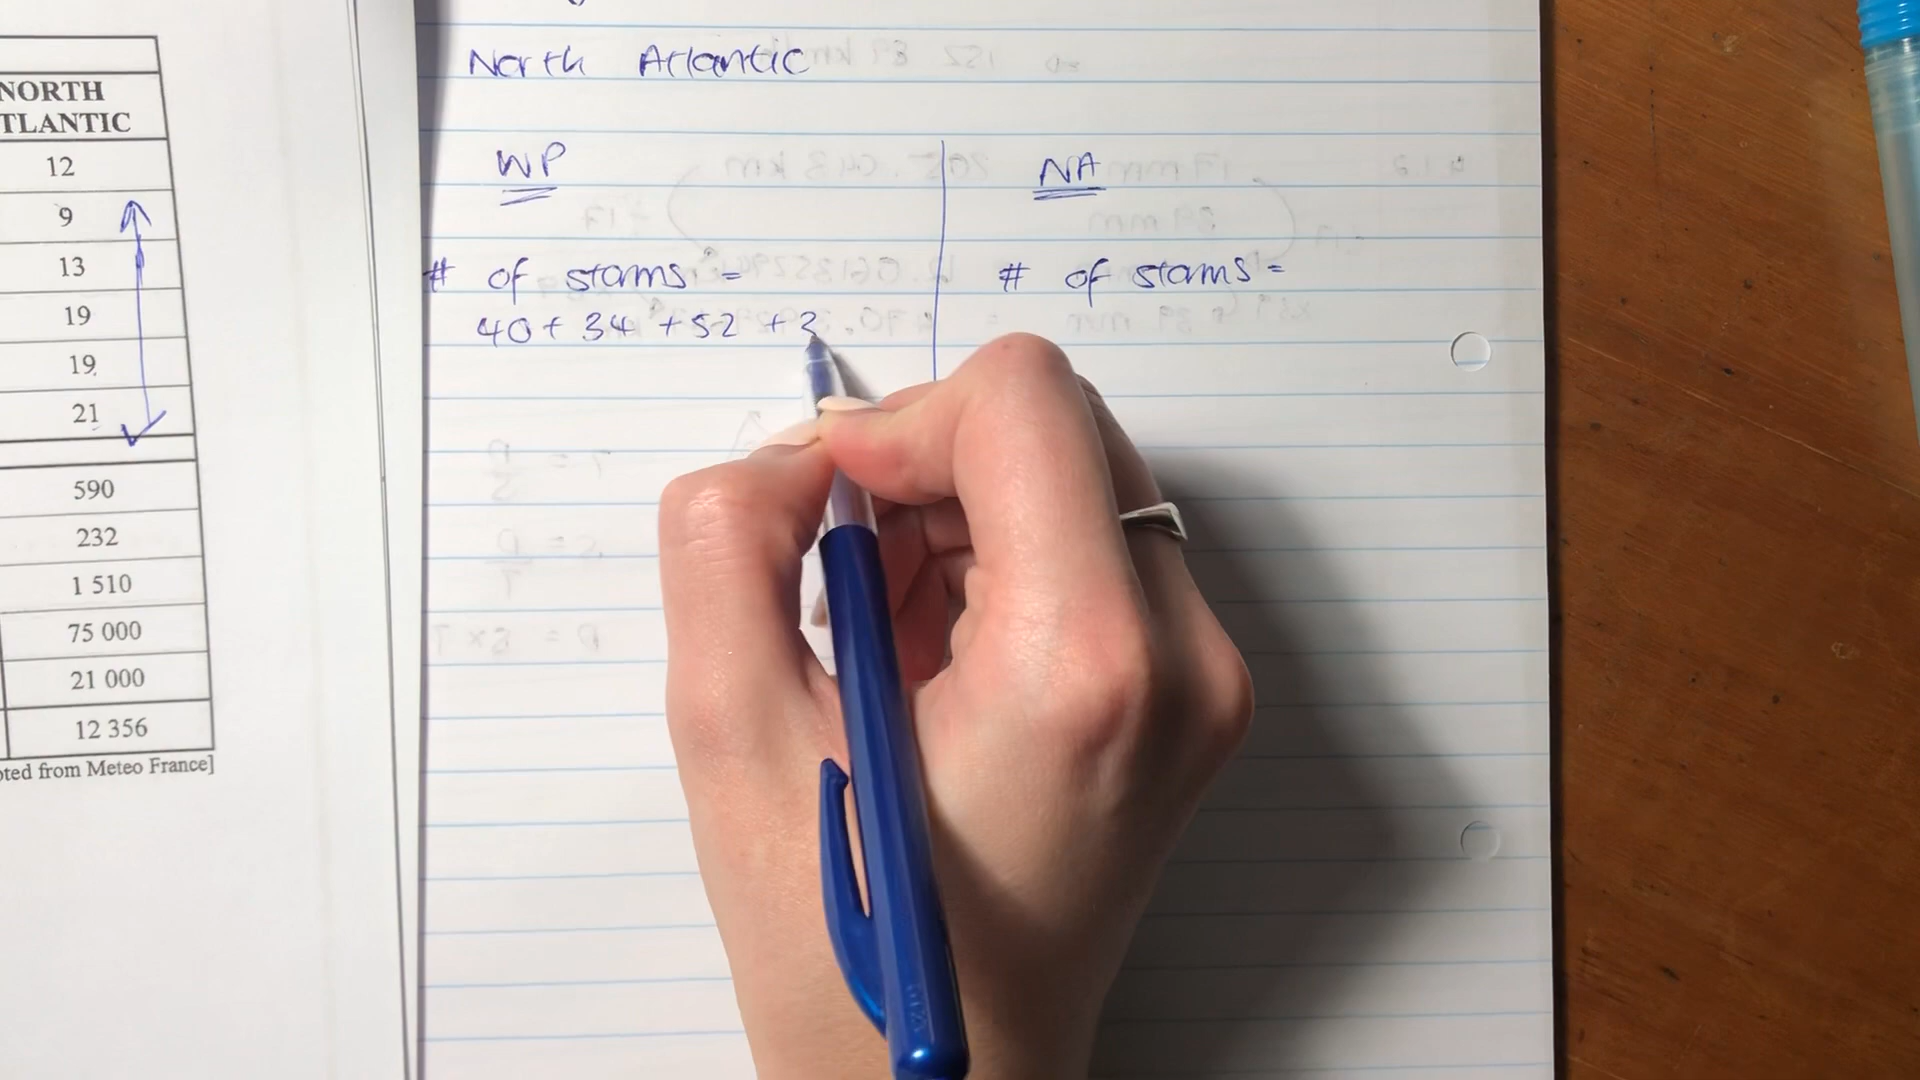 NORTH
TLANTIC
12
9
13
19
19
21
590
232
1 510
75 000
21 000
12 356
oted from Meteo France]
North Atlantic
WP
# of storms =
40 + 34 + 52 + 3
NA
# of storms =